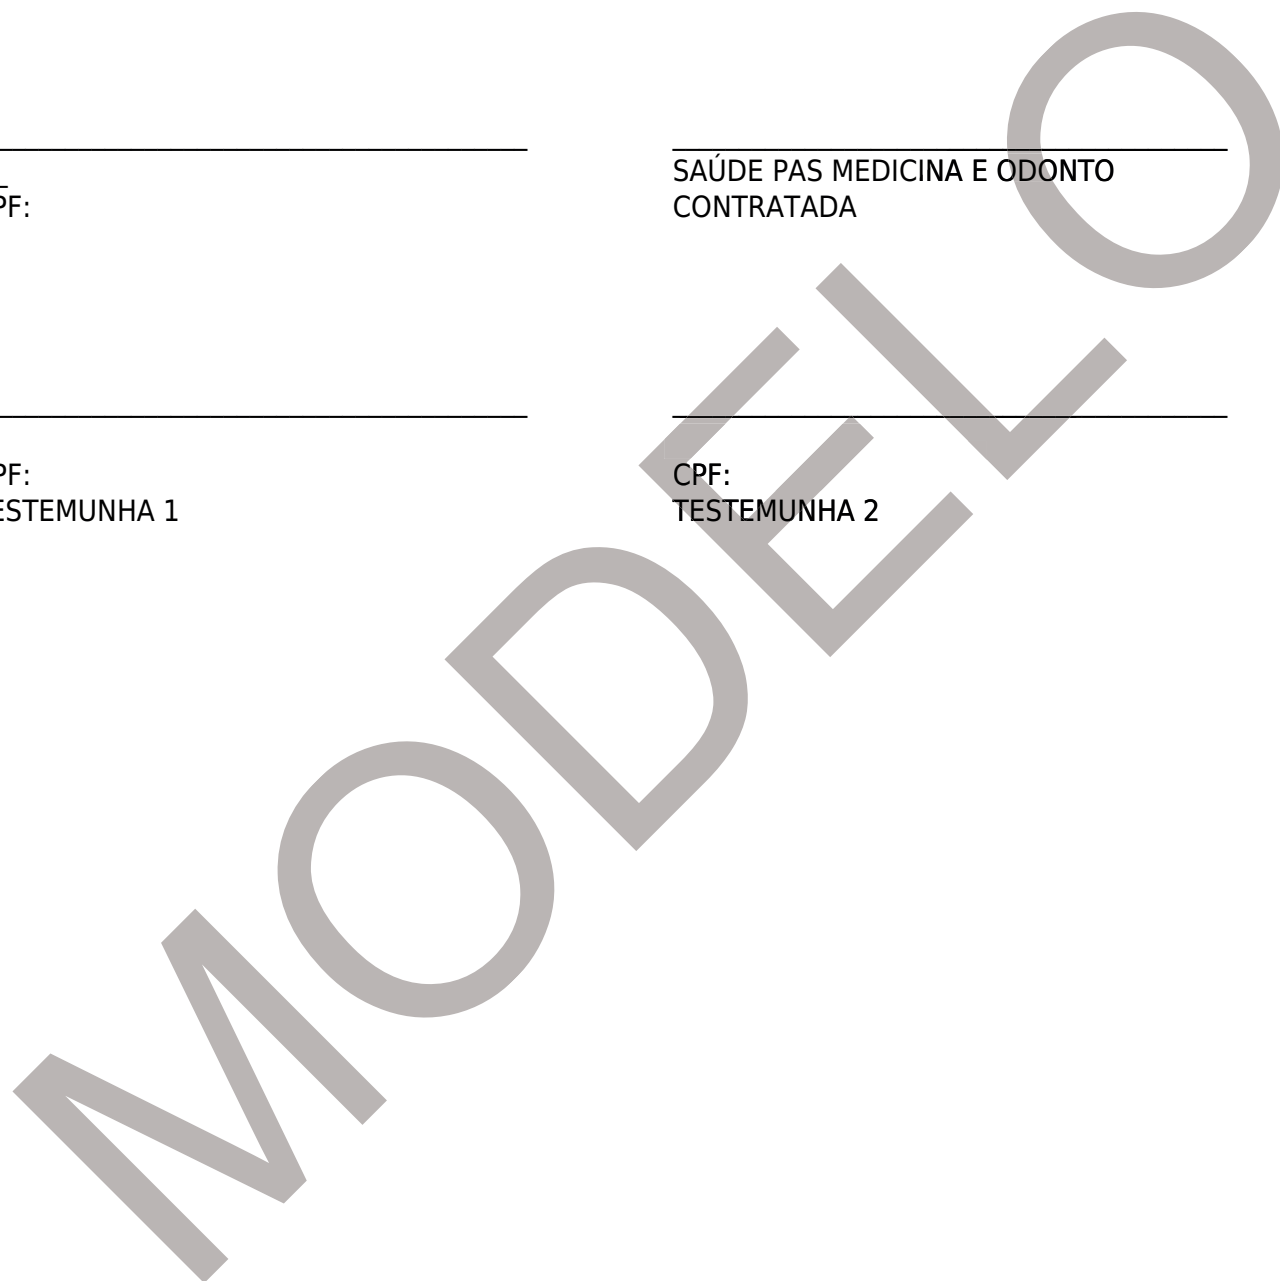 PF:
SAÚDE PAS MEDICINA E ODONTO
CONTRATADA
PF:
ESTEMUNHA 1
CPF:
TESTEMUNHA 2
MODELO